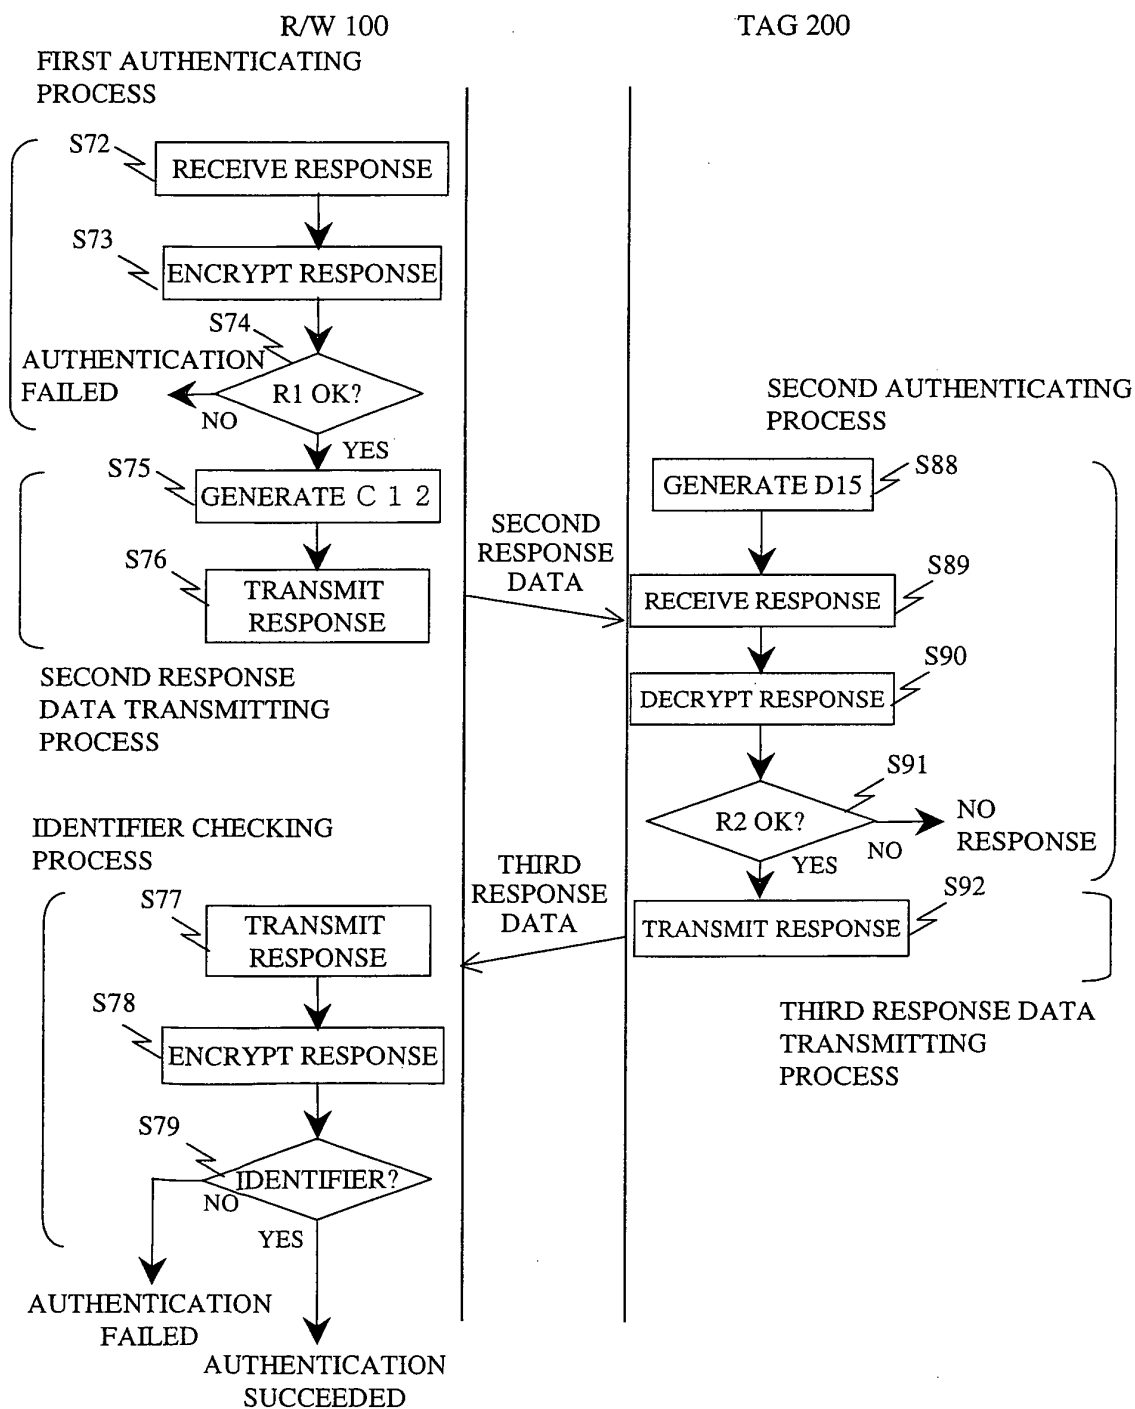 R/W 100
TAG 200
FIRST AUTHENTICATING
PROCESS
S72
RECEIVE RESPONSE
S73
ENCRYPT RESPONSE
S74
AUTHENTICATION
FAILED
R1 OK?
NO
YES
S75
GENERATE C 1 2
S76
TRANSMIT
RESPONSE
SECOND RESPONSE
DATA TRANSMITTING
PROCESS
SECOND
RESPONSE
DATA
SECOND AUTHENTICATING
PROCESS
S88
GENERATE D15
S89
RECEIVE RESPONSE
S90
DECRYPT RESPONSE
S91
R2 OK?
NO
RESPONSE
YES
NO
S92
TRANSMIT RESPONSE
THIRD RESPONSE DATA
TRANSMITTING
PROCESS
THIRD
RESPONSE
DATA
IDENTIFIER CHECKING
PROCESS
S77
TRANSMIT
RESPONSE
S78
ENCRYPT RESPONSE
S79
IDENTIFIER?
NO
YES
AUTHENTICATION
FAILED
AUTHENTICATION
SUCCEEDED